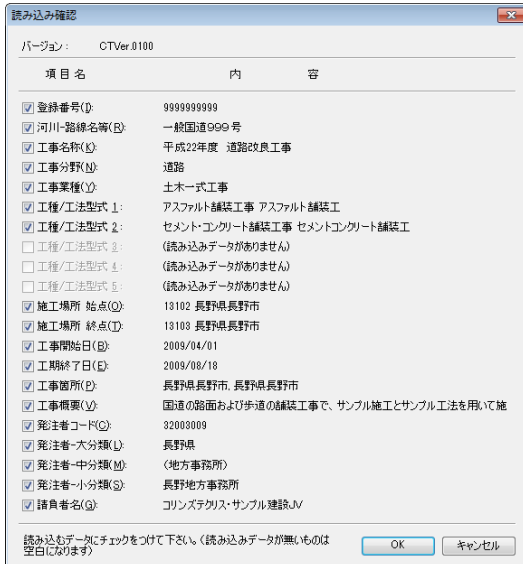 読み込み確認
バージョン： CTVer.0100
項目名 内 容
登録番号(I): 9999999999
河川-路線名等(R): 一般国道999号
工事名称(K): 平成22年度 道路改良工事
工事分野(N): 道路
工事業種(Y): 土木一式工事
工種/工法型式 1: アスファルト舗装工事 アスファルト舗装工
工種/工法型式 2: セメント・コンクリート舗装工事 セメントコンクリート舗装工
工種/工法型式 3: (読み込みデータがありません)
工種/工法型式 4: (読み込みデータがありません)
工種/工法型式 5: (読み込みデータがありません)
施工場所 始点(O): 13102 長野県長野市
施工場所 終点(T): 13103 長野県長野市
工事開始日(B): 2009/04/01
工期終了日(E): 2009/08/18
工事箇所(P): 長野県長野市, 長野県長野市
工事概要(V): 国道の路面および歩道の舗装工事で、サンプル施工とサンプル工法を用いて施
発注者コード(C): 32003009
発注者-大分類(L): 長野県
発注者-中分類(M): （地方事務所）
発注者-小分類(S): 長野地方事務所
請負者名(G): コリンズテクリス・サンプル建設JV
読み込むデータにチェックをつけて下さい。（読み込みデータが無いものは
空白になります）
OK キャンセル